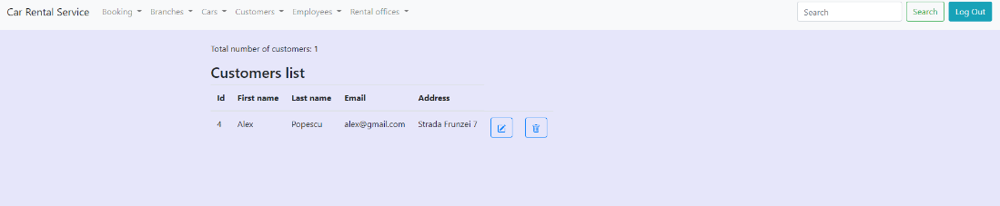 Car Rental Service Booking Branches Cars Customers Employees Rental offices Search Search Log Out
Total number of customers: 1
Customers list
Id First name Last name Email Address
4 Alex Popescu alex@gmail.com Strada Frunzei 7